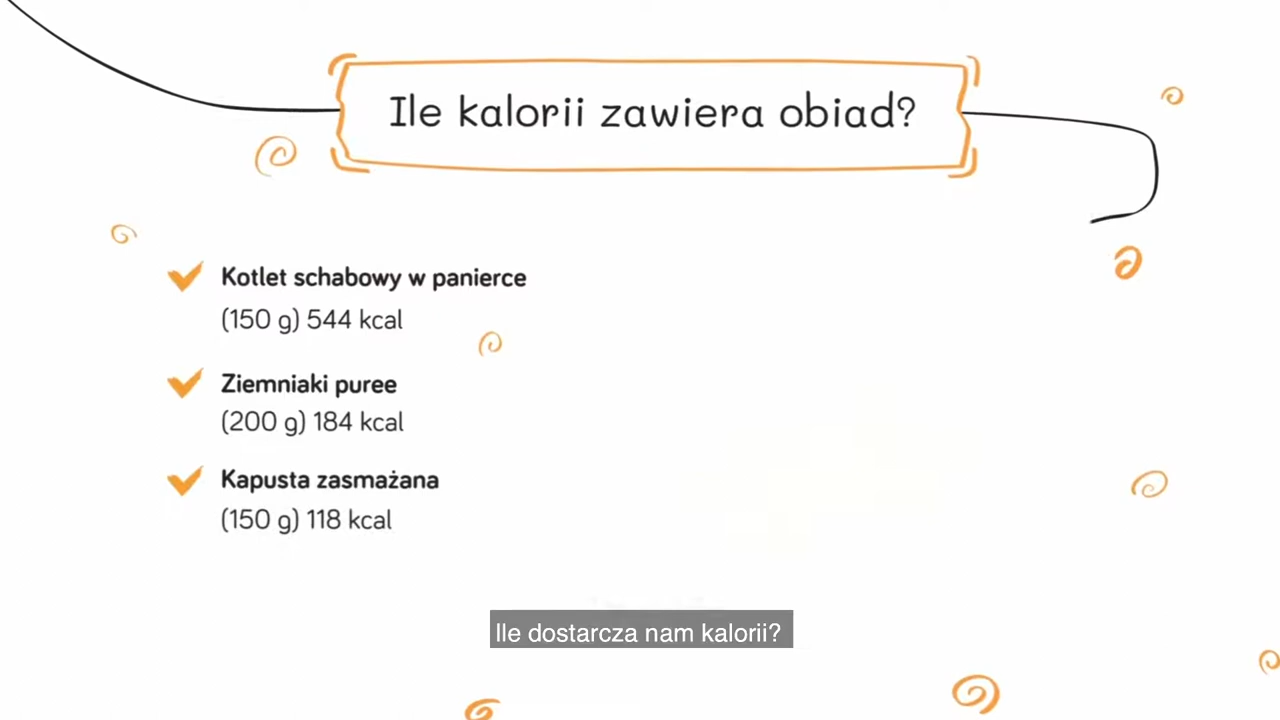 Ile kalorii zawiera obiad?
Kotlet schabowy w panierce
(150 g) 544 kcal
Ziemniaki puree
(200 g) 184 kcal
Kapusta zasmażana
(150 g) 118 kcal
Ile dostarcza nam kalorii?